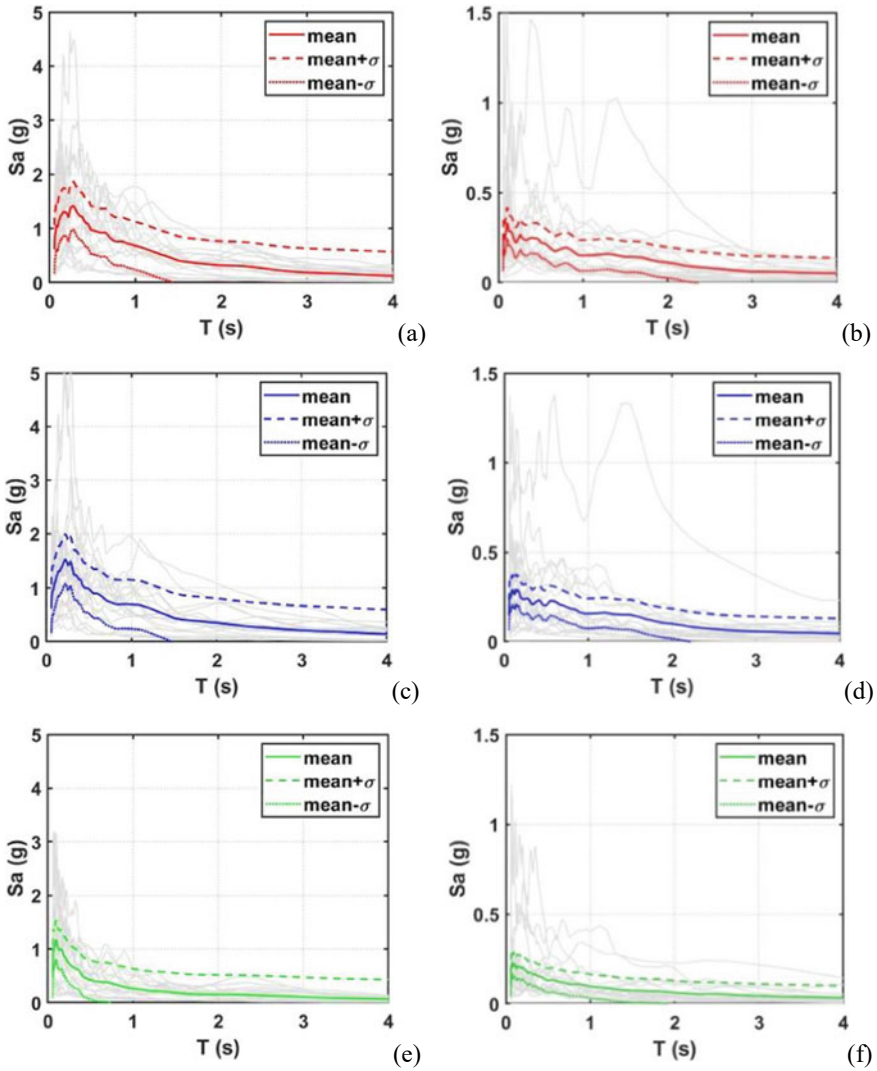 5
4
3
2
1
0
Sa (g)
0 1 2 3 4
T (s)
mean
mean+σ
mean-σ
(a)
1.5
1
0.5
0
Sa (g)
0 1 2 3 4
T (s)
mean
mean+σ
mean-σ
(b)
5
4
3
2
1
0
Sa (g)
0 1 2 3 4
T (s)
mean
mean+σ
mean-σ
(c)
1.5
1
0.5
0
Sa (g)
0 1 2 3 4
T (s)
mean
mean+σ
mean-σ
(d)
5
4
3
2
1
0
Sa (g)
0 1 2 3 4
T (s)
mean
mean+σ
mean-σ
(e)
1.5
1
0.5
0
Sa (g)
0 1 2 3 4
T (s)
mean
mean+σ
mean-σ
(f)